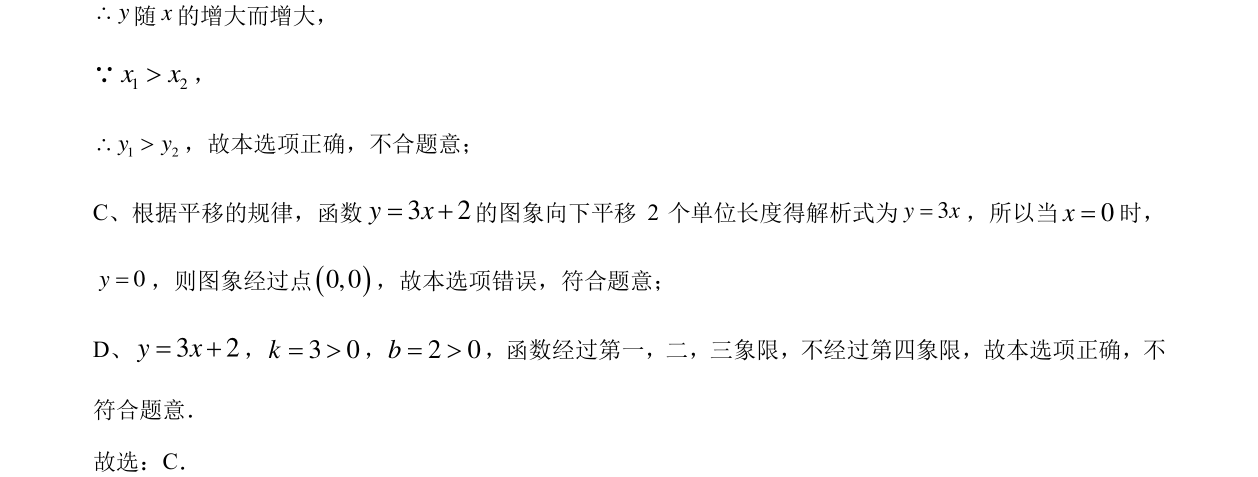 ∴ y随 x 的增大而增大，
∵ x₁ > x₂，
∴ y₁ > y₂，故本选项正确，不合题意；
C、根据平移的规律，函数 y = 3x + 2 的图象向下平移 2 个单位长度得解析式为 y = 3x，所以当 x = 0 时，
y = 0，则图象经过点(0,0)，故本选项错误，符合题意；
D、y = 3x + 2，k = 3 > 0，b = 2 > 0，函数经过第一，二，三象限，不经过第四象限，故本选项正确，不
符合题意．
故选：C．